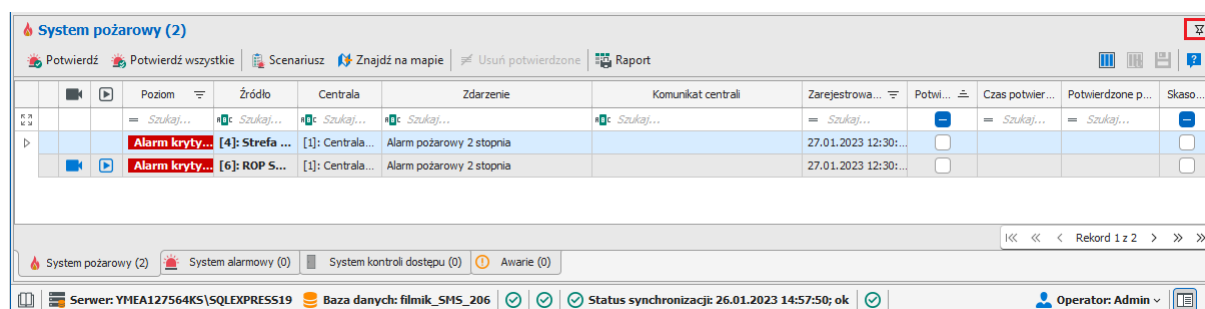 System pożarowy (2)
Potwierdź Potwierdź wszystkie Scenariusz Znajdź na mapie Usuń potwierdzone Raport
Poziom Źródło Centrala Zdarzenie Komunikat centrali Zarejestrowa... Potwi... Czas potwier... Potwierdzone p... Skaso...
= Szukaj... Szukaj... Szukaj... Szukaj... Szukaj... = Szukaj... = Szukaj... = Szukaj...
Alarm kryty... [4]: Strefa ... [1]: Centrala... Alarm pożarowy 2 stopnia 27.01.2023 12:30:...
Alarm kryty... [6]: ROP S... [1]: Centrala... Alarm pożarowy 2 stopnia 27.01.2023 12:30:...
Rekord 1 z 2
System pożarowy (2) System alarmowy (0) System kontroli dostępu (0) Awarie (0)
Serwer: YMEA127564KS\SQLEXPRESS19 Baza danych: filmik_SMS_206 Status synchronizacji: 26.01.2023 14:57:50; ok Operator: Admin